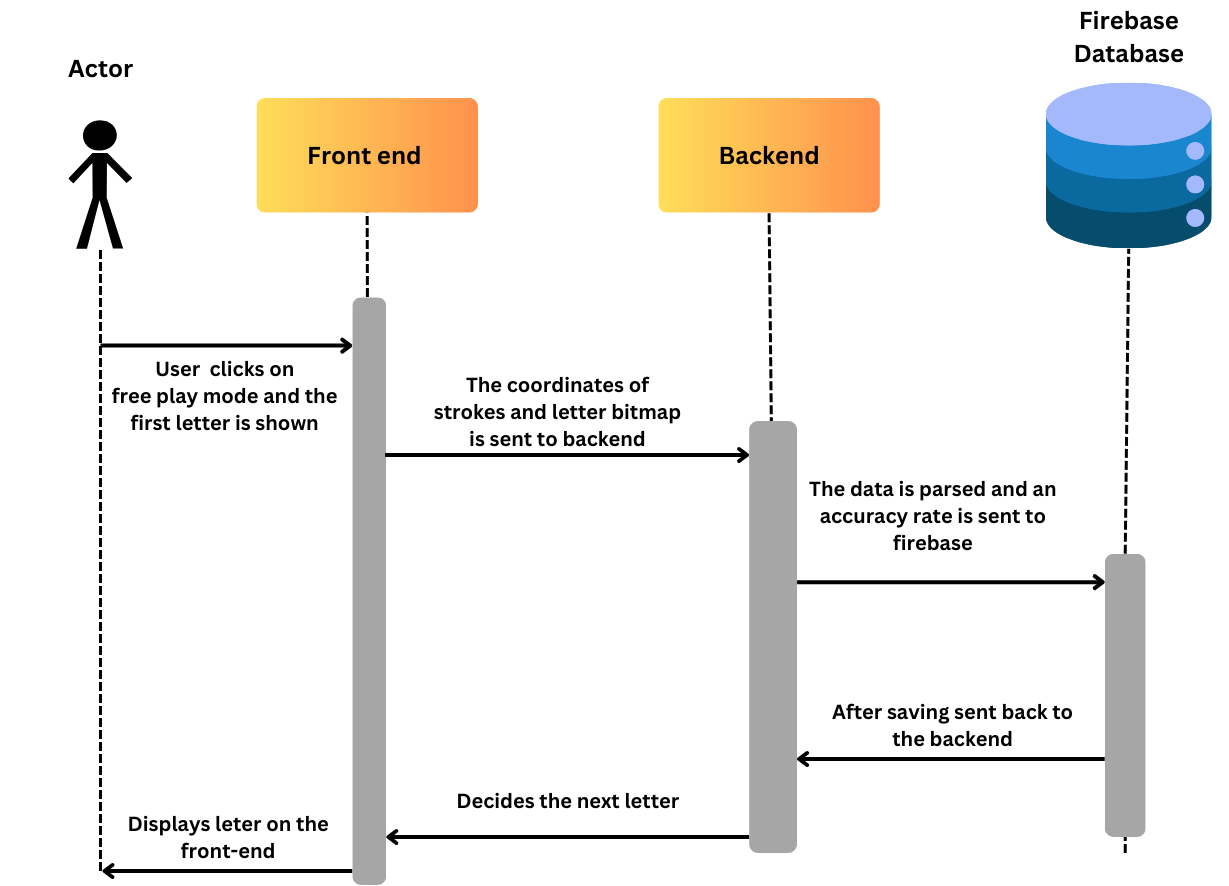 Firebase
Database
Actor
Front end
Backend
User  clicks on
free play mode and the
first letter is shown
The coordinates of
strokes and letter bitmap
is sent to backend
The data is parsed and an
accuracy rate is sent to
firebase
After saving sent back to
the backend
Decides the next letter
Displays leter on the
front-end